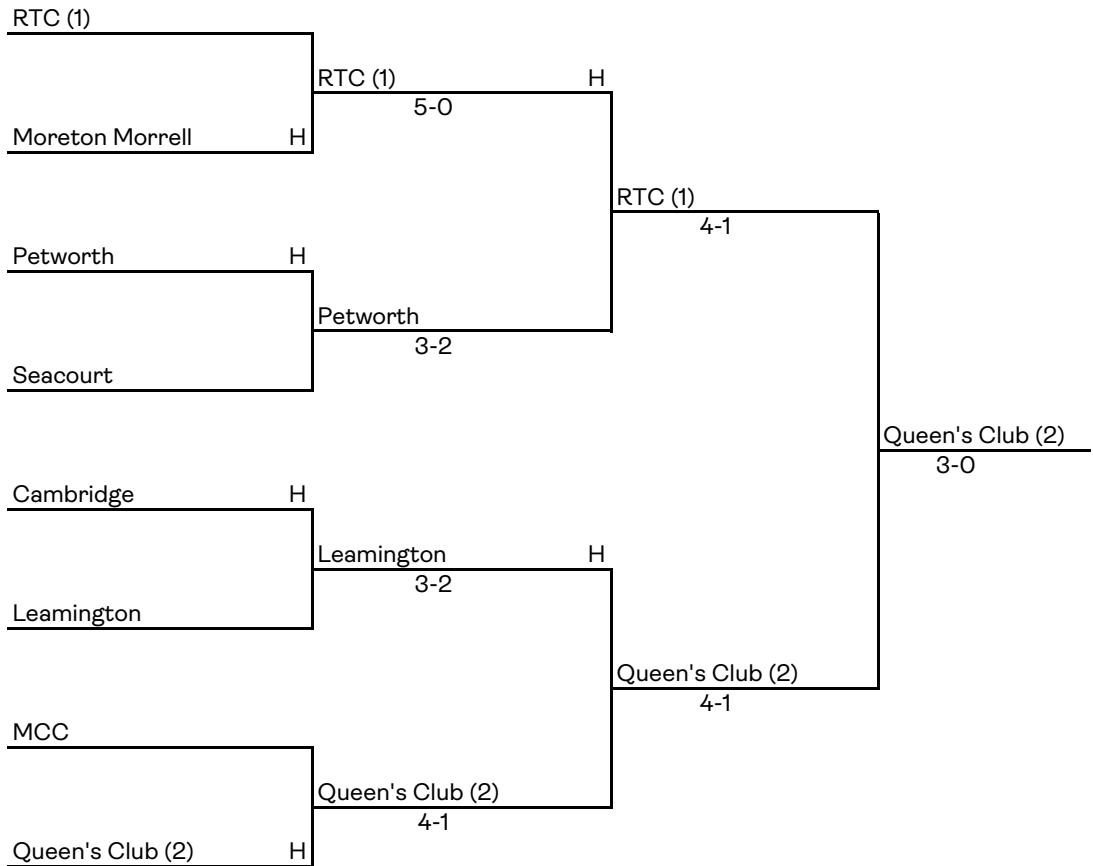 RTC (1)
RTC (1) H
5-0
Moreton Morrell H
RTC (1)
4-1
Petworth H
Petworth
3-2
Seacourt
Queen's Club (2)
3-0
Cambridge H
Leamington H
3-2
Leamington
Queen's Club (2)
4-1
MCC
Queen's Club (2)
4-1
Queen's Club (2) H